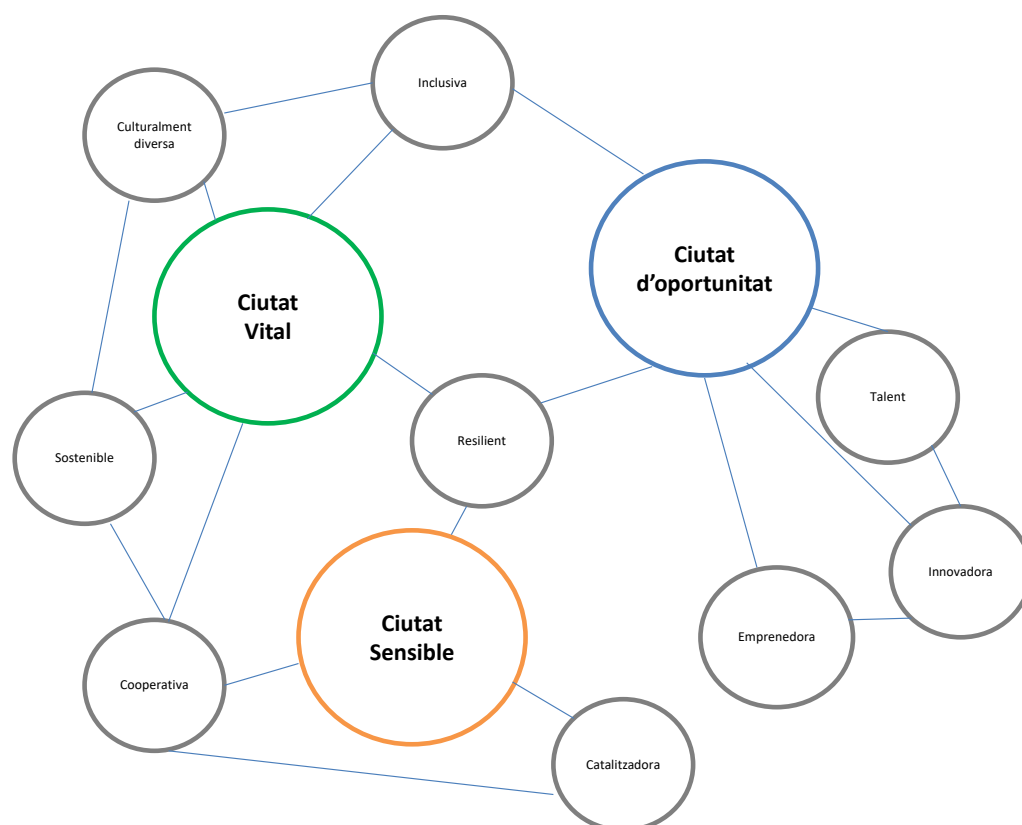 Inclusiva
Culturalment
diversa
Ciutat
d’oportunitat
Ciutat
Vital
Talent
Resilient
Sostenible
Innovadora
Ciutat
Sensible
Emprenedora
Cooperativa
Catalitzadora